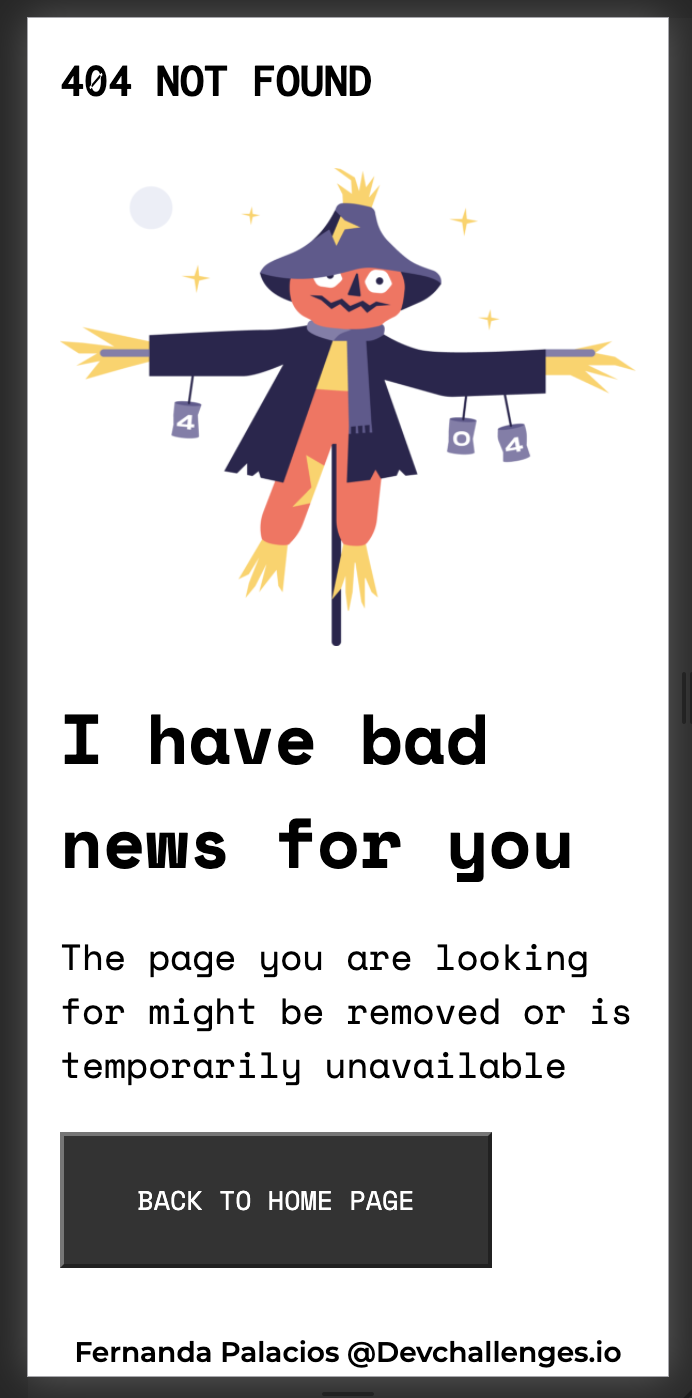 404 NOT FOUND
4
0
4
I have bad
news for you
The page you are looking
for might be removed or is
temporarily unavailable
BACK TO HOME PAGE
Fernanda Palacios @Devchallenges.io